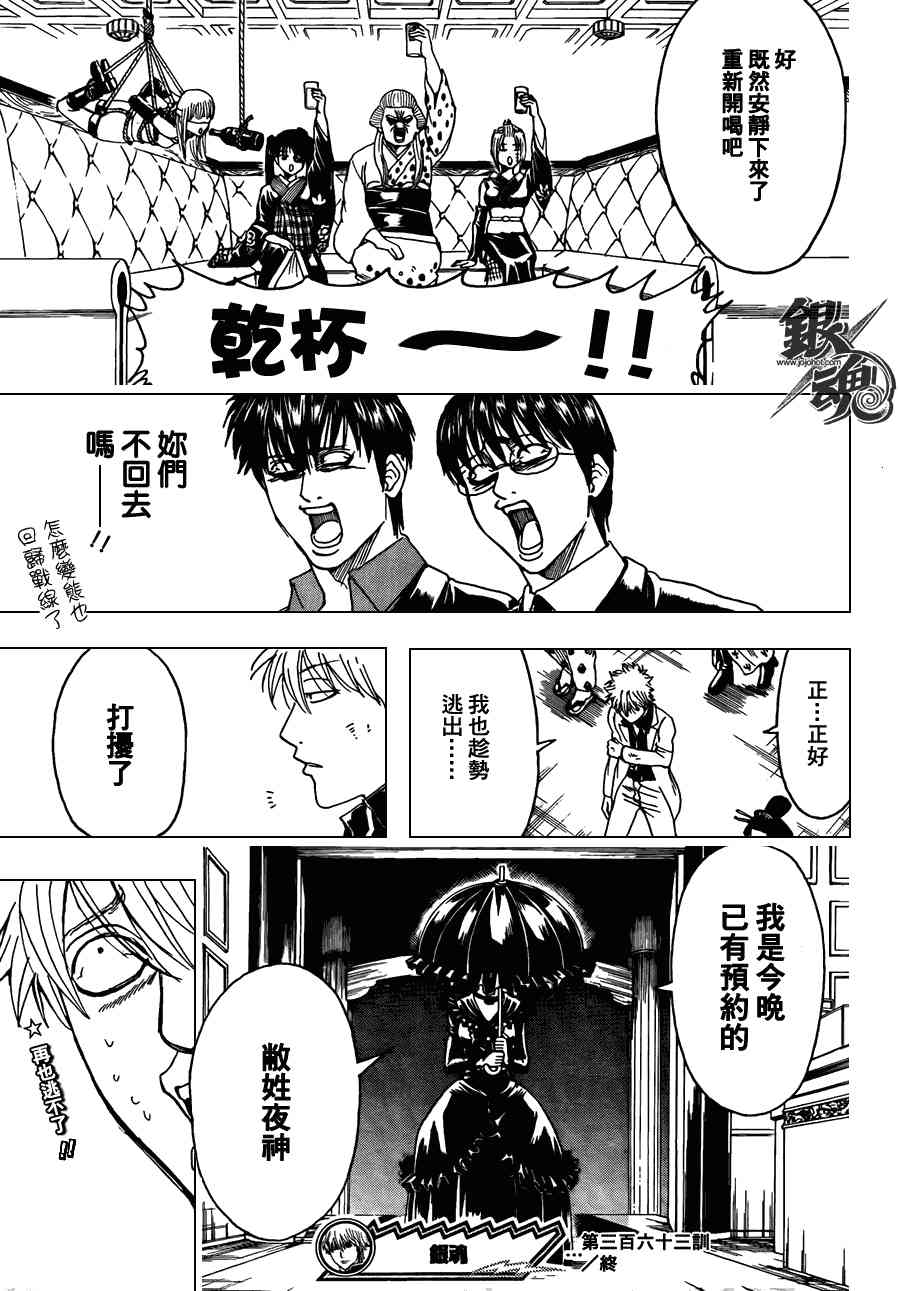 好
既然安靜下來了
重新開喝吧
乾杯～!!
銀魂
www.jojohot.com
妳們
不回去
嗎——!!
怎麼變態也
回歸戰線了
正…正好
我也趁勢
逃出……
打擾了
我是今晚
已有預約的
敝姓夜神
☆再也逃不了!!
銀魂
第三百六十三訓
…／終